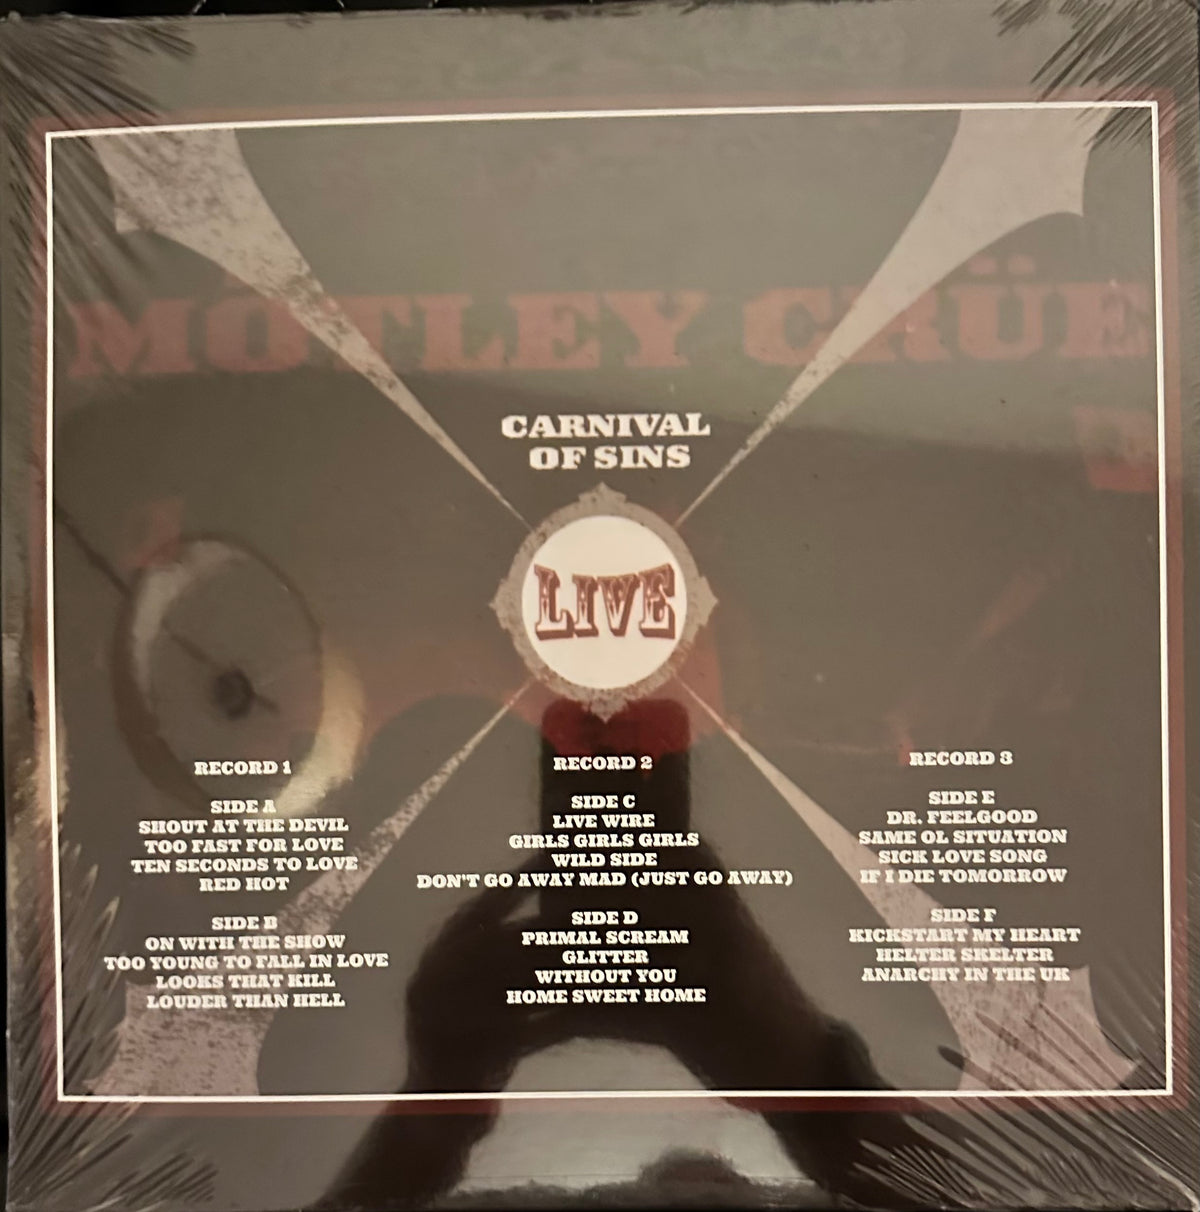 MÖTLEY CRÜE
CARNIVAL
OF SINS
LIVE
RECORD 1
SIDE A
SHOUT AT THE DEVIL
TOO FAST FOR LOVE
TEN SECONDS TO LOVE
RED HOT
SIDE B
ON WITH THE SHOW
TOO YOUNG TO FALL IN LOVE
LOOKS THAT KILL
LOUDER THAN HELL
RECORD 2
SIDE C
LIVE WIRE
GIRLS GIRLS GIRLS
WILD SIDE
DON'T GO AWAY MAD (JUST GO AWAY)
SIDE D
PRIMAL SCREAM
GLITTER
WITHOUT YOU
HOME SWEET HOME
RECORD 3
SIDE E
DR. FEELGOOD
SAME OL SITUATION
SICK LOVE SONG
IF I DIE TOMORROW
SIDE F
KICKSTART MY HEART
HELTER SKELTER
ANARCHY IN THE UK